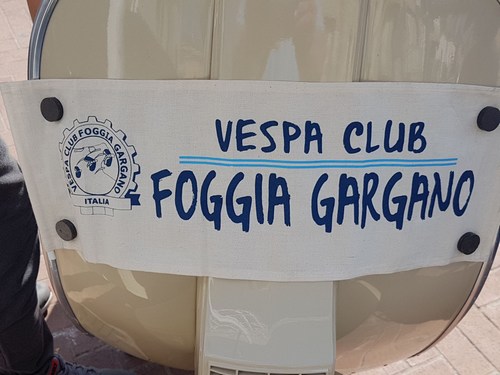 VESPA CLUB FOGGIA GARGANO
ITALIA
VESPA CLUB
FOGGIA GARGANO